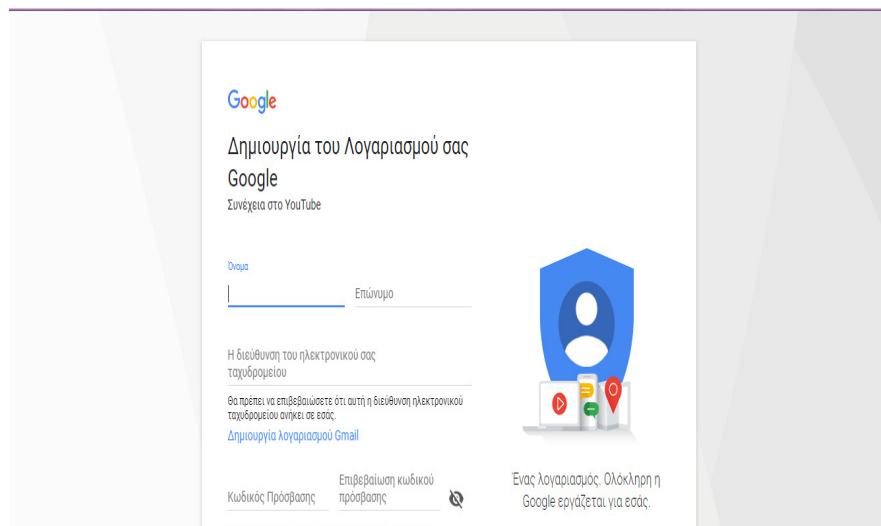 Google
Δημιουργία του Λογαριασμού σας
Google
Συνέχεια στο YouTube
Όνομα
Επώνυμο
Η διεύθυνση του ηλεκτρονικού σας
ταχυδρομείου
Θα πρέπει να επιβεβαιώσετε ότι αυτή η διεύθυνση ηλεκτρονικού
ταχυδρομείου ανήκει σε εσάς.
Δημιουργία λογαριασμού Gmail
Κωδικός Πρόσβασης
Επιβεβαίωση κωδικού
πρόσβασης
Ένας λογαριασμός. Ολόκληρη η
Google εργάζεται για εσάς.